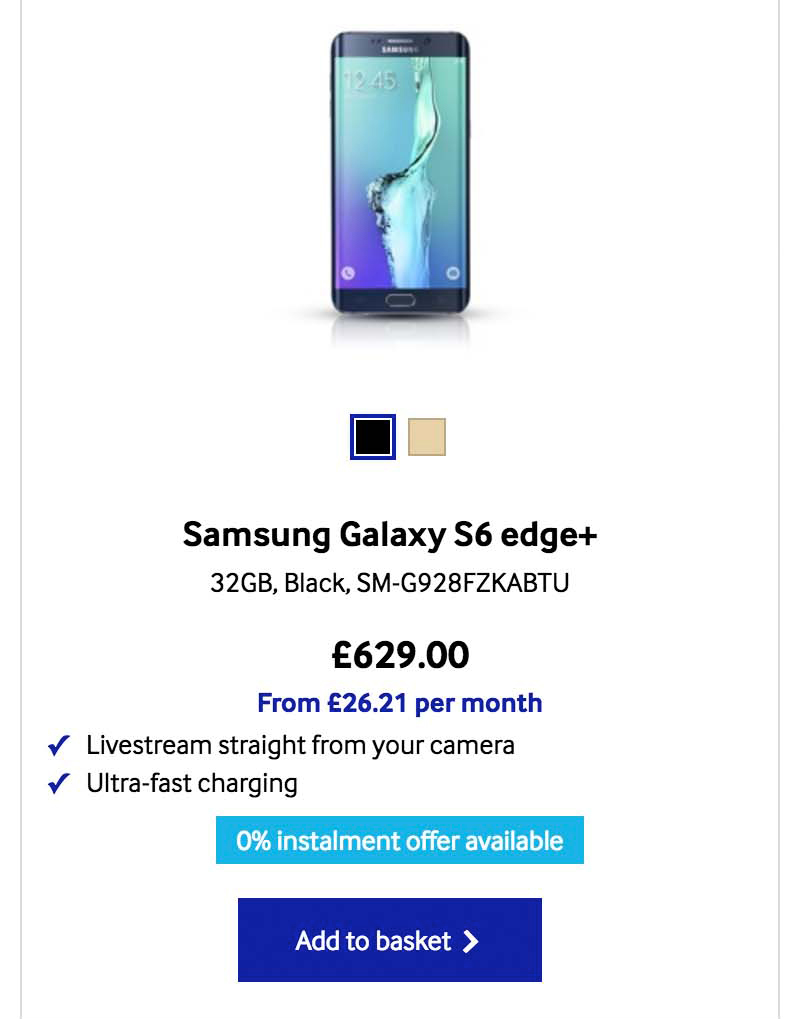 SAMSUNG
12:45
Samsung Galaxy S6 edge+
32GB, Black, SM-G928FZKABTU
£629.00
From £26.21 per month
Livestream straight from your camera
Ultra-fast charging
0% instalment offer available
Add to basket